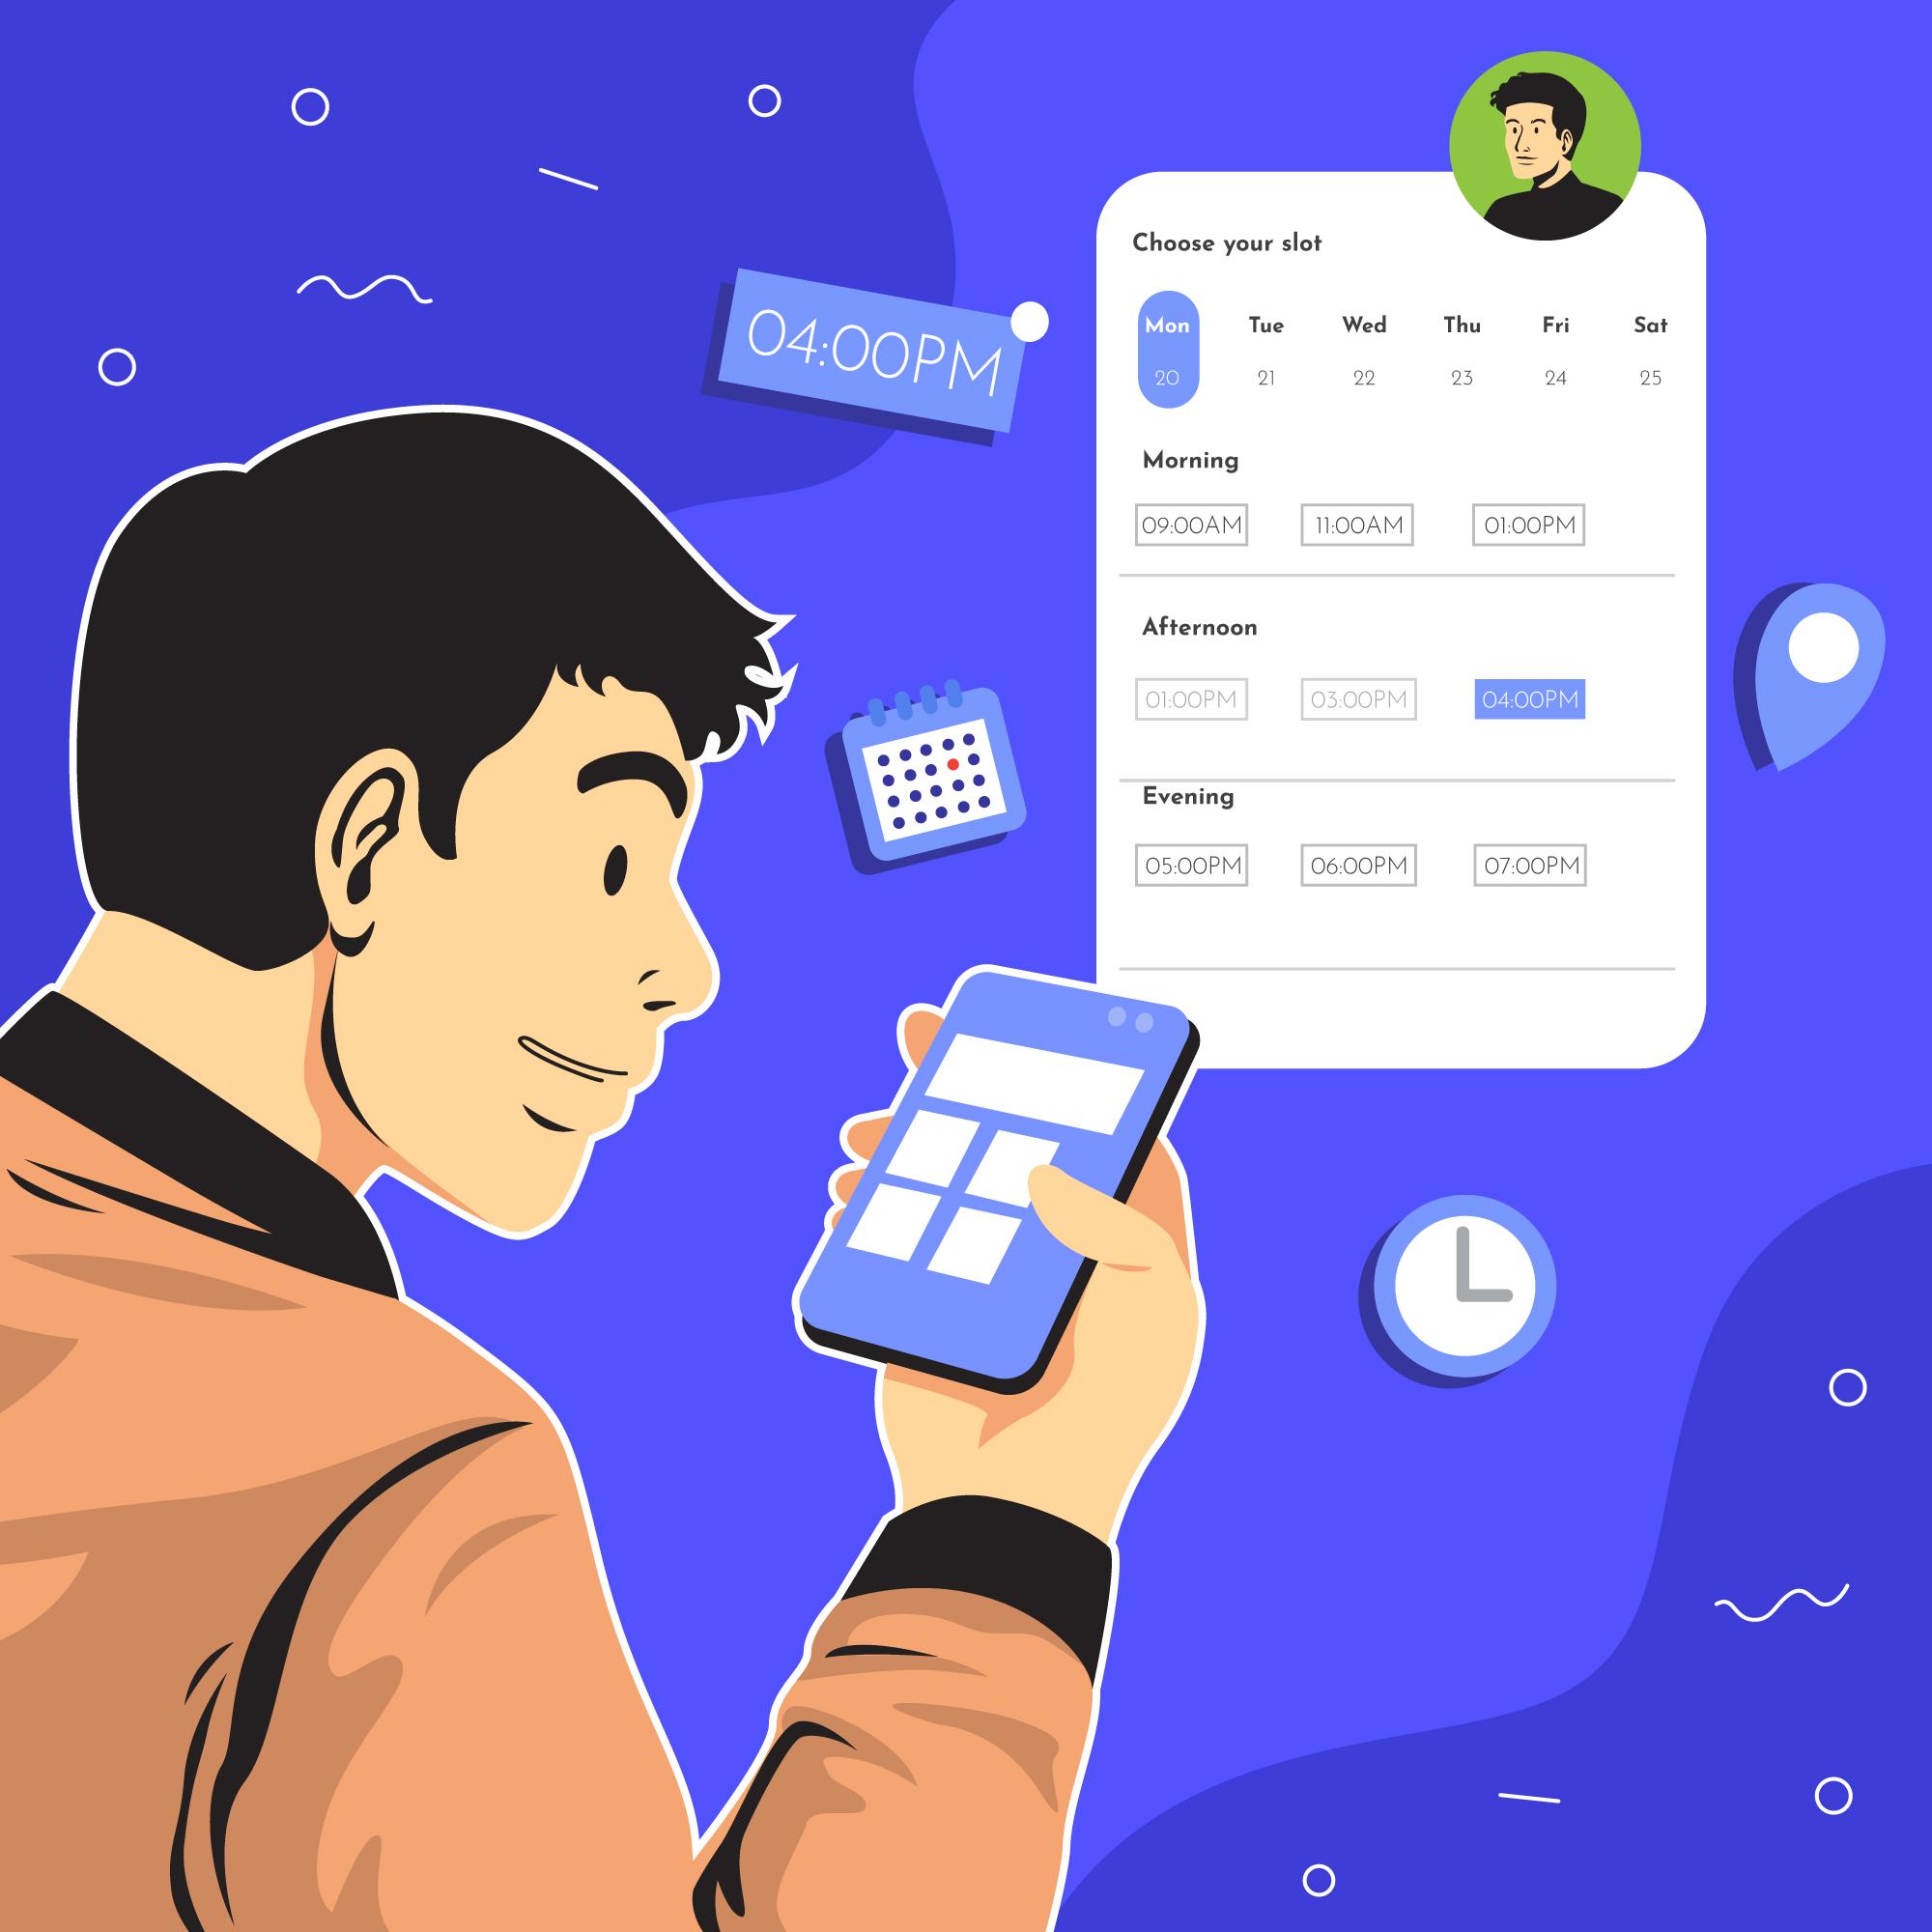 04:00PM
Choose your slot
Mon Tue Wed Thu Fri Sat
20 21 22 23 24 25
Morning
09:00AM 11:00AM 01:00PM
Afternoon
01:00PM 03:00PM 04:00PM
Evening
05:00PM 06:00PM 07:00PM